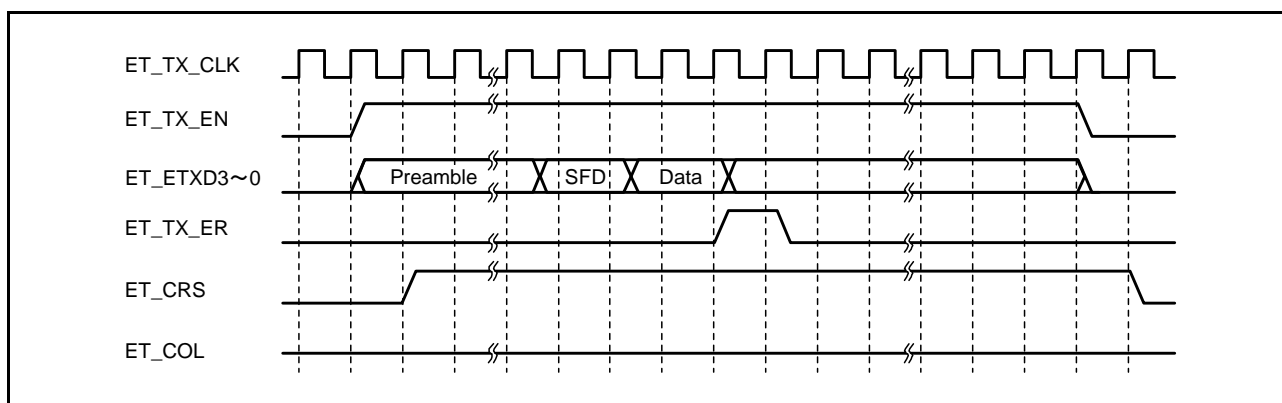 ET_TX_CLK
ET_TX_EN
ET_ETXD3～0 Preamble SFD Data
ET_TX_ER
ET_CRS
ET_COL